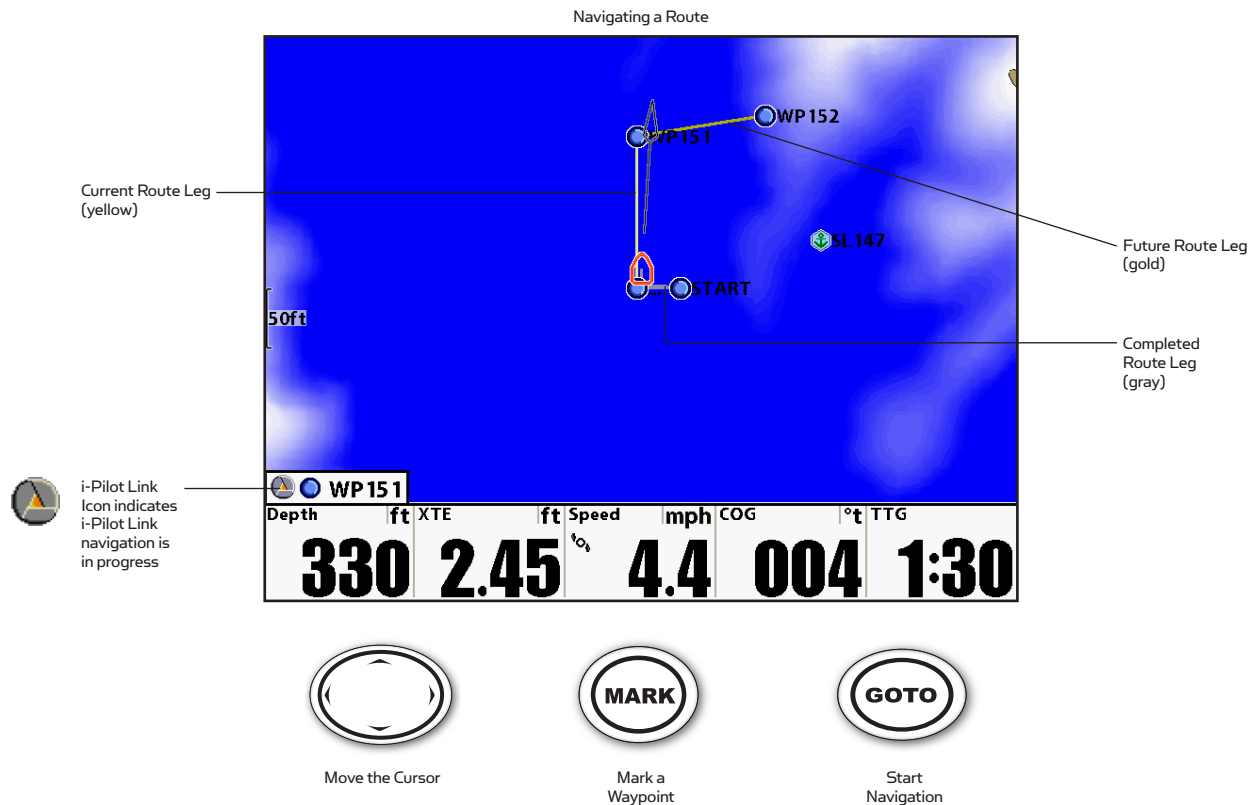 Navigating a Route
WP152
WP151
Current Route Leg
(yellow)
SL147
Future Route Leg
(gold)
... START
50ft
Completed
Route Leg
(gray)
i-Pilot Link
Icon indicates
i-Pilot Link
navigation is
in progress
WP151
Depth ft XTE ft Speed mph COG °t TTG
330 2.45 4.4 004 1:30
MARK GOTO
Move the Cursor
Mark a
Waypoint
Start
Navigation